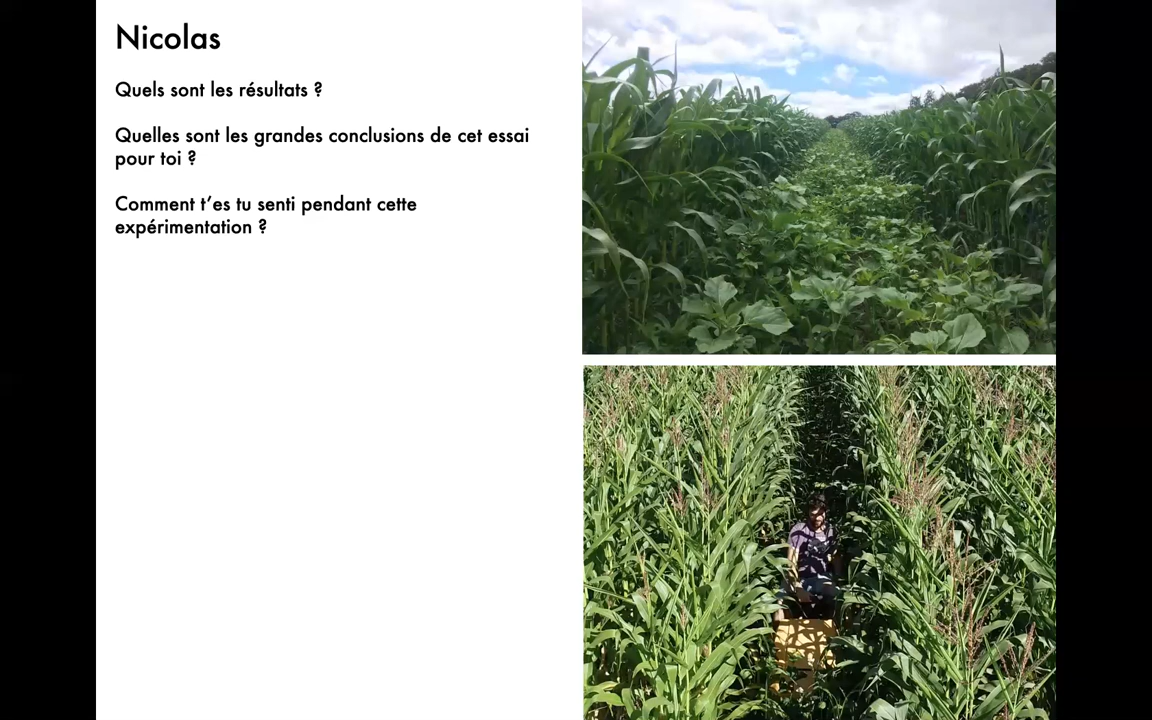 Nicolas
Quels sont les résultats ?
Quelles sont les grandes conclusions de cet essai
pour toi ?
Comment t’es tu senti pendant cette
expérimentation ?